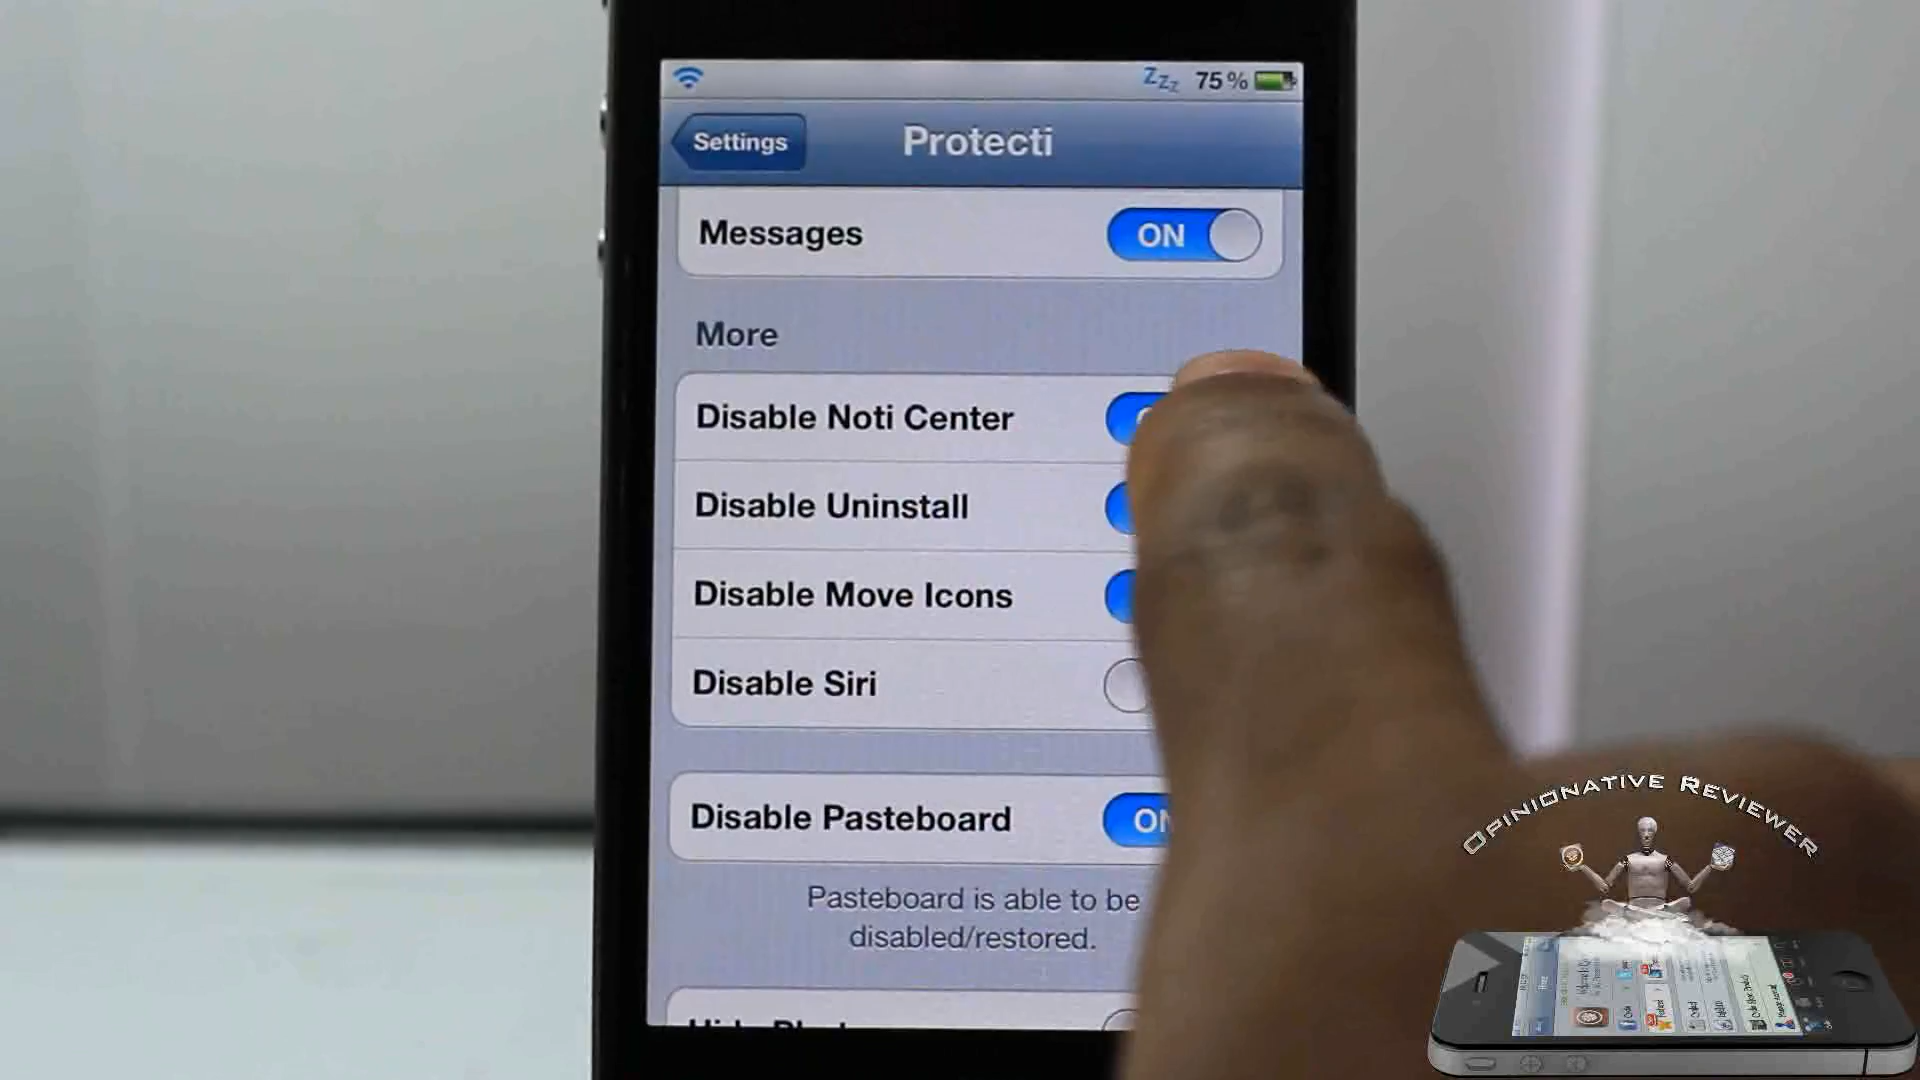 75%
Settings
Protecti
Messages
ON
More
Disable Noti Center
Disable Uninstall
Disable Move Icons
Disable Siri
Disable Pasteboard
ON
Pasteboard is able to be
disabled/restored.
OPINIONATIVE REVIEWER